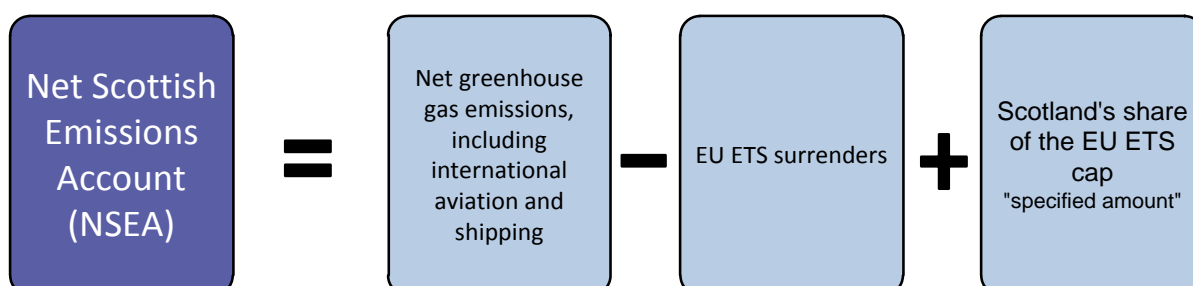 Net Scottish
Emissions
Account
(NSEA)
=
Net greenhouse
gas emissions,
including
international
aviation and
shipping
-
EU ETS surrenders
+
Scotland's share
of the EU ETS
cap
"specified amount"